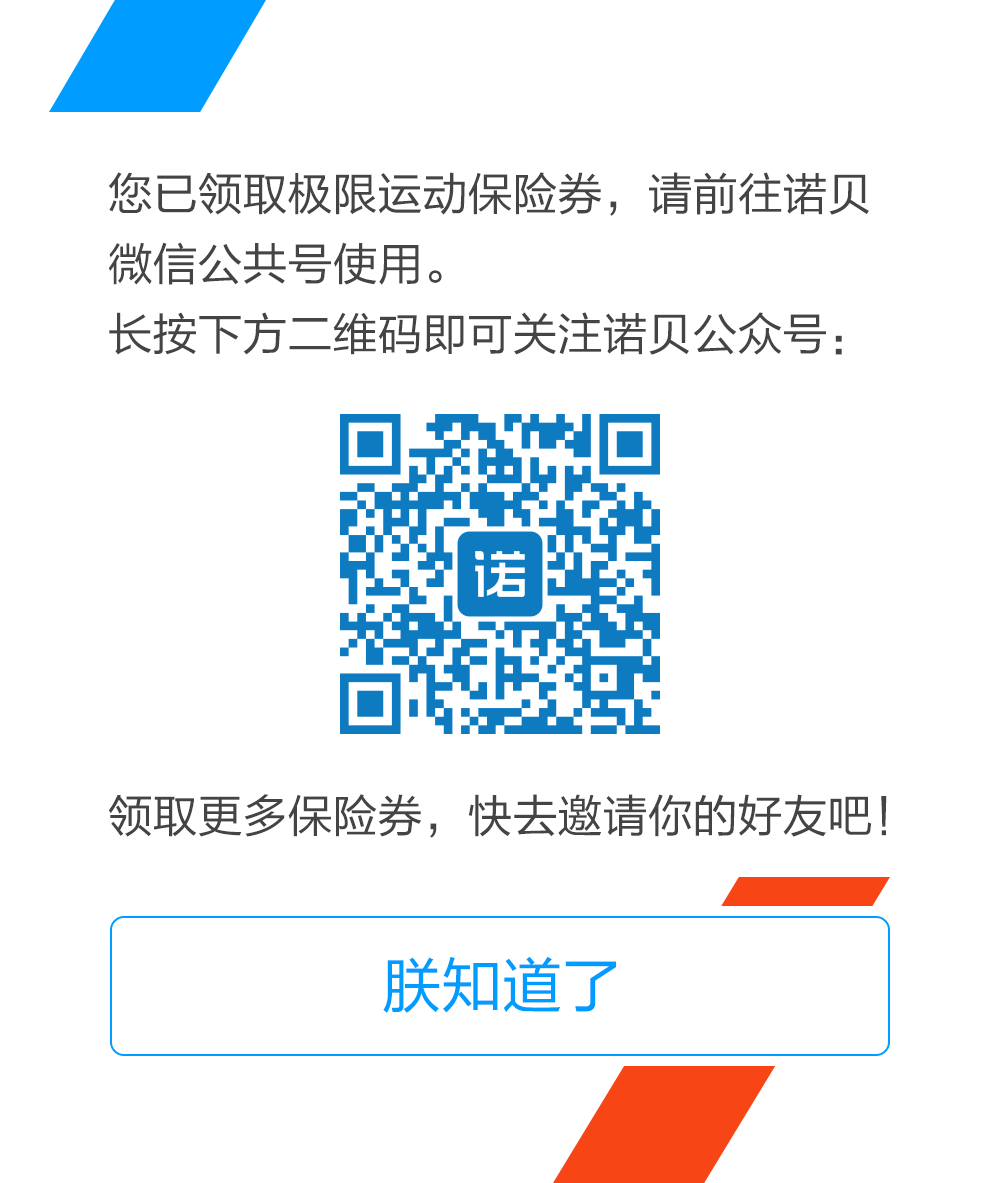 您已领取极限运动保险券，请前往诺贝
微信公共号使用。
长按下方二维码即可关注诺贝公众号：
诺
领取更多保险券，快去邀请你的好友吧！
朕知道了